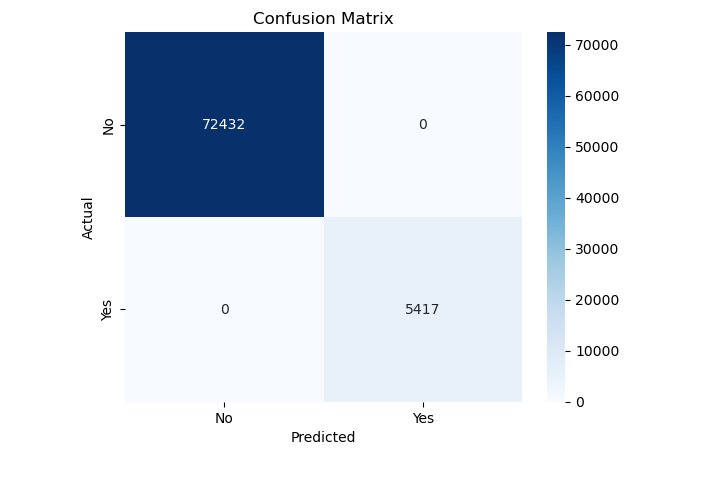 Confusion Matrix
No
Yes
Actual
72432
0
0
5417
No
Yes
Predicted
70000
60000
50000
40000
30000
20000
10000
0